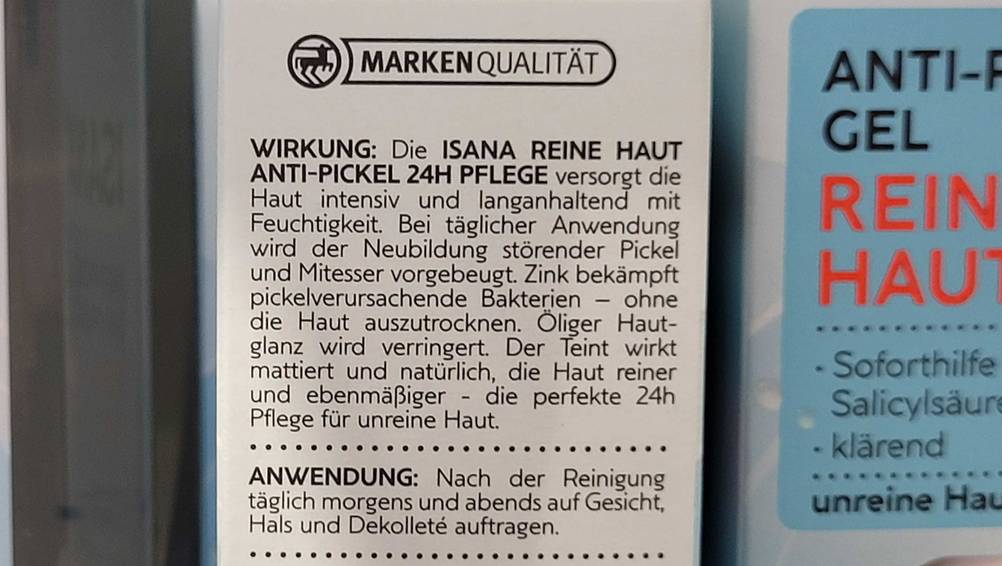 MARKENQUALITÄT
WIRKUNG: Die ISANA REINE HAUT
ANTI-PICKEL 24H PFLEGE versorgt die
Haut intensiv und langanhaltend mit
Feuchtigkeit. Bei täglicher Anwendung
wird der Neubildung störender Pickel
und Mitesser vorgebeugt. Zink bekämpft
pickelverursachende Bakterien – ohne
die Haut auszutrocknen. Öliger Haut-
glanz wird verringert. Der Teint wirkt
mattiert und natürlich, die Haut reiner
und ebenmäßiger - die perfekte 24h
Pflege für unreine Haut.
ANWENDUNG: Nach der Reinigung
täglich morgens und abends auf Gesicht,
Hals und Dekolleté auftragen.
ANTI-P
GEL
REIN
HAUT
· Soforthilfe
Salicylsäure
· klärend
unreine Hau